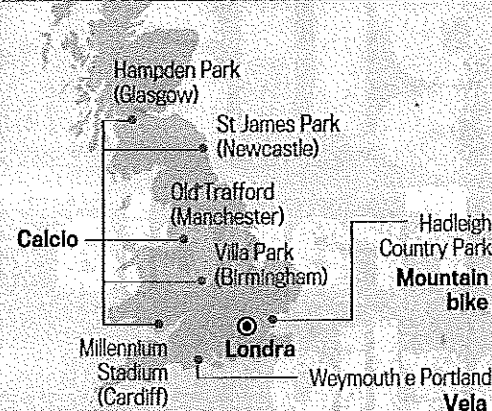 Hampden Park
(Glasgow)
St James Park
(Newcastle)
Old Trafford
(Manchester)
Calcio
Villa Park
(Birmingham)
Hadleigh
Country Park
Mountain
bike
Millennium
Stadium
(Cardiff)
Londra
Weymouth e Portland
Vela